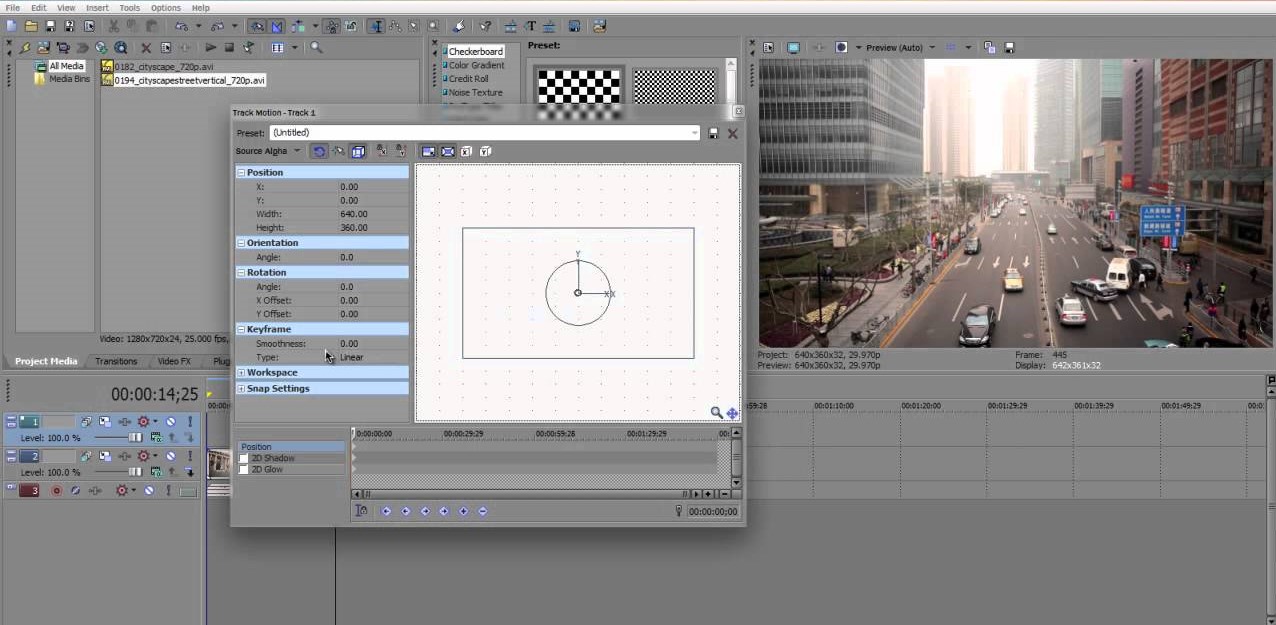 File Edit View Insert Tools Options Help
Preview (Auto)
All Media
Media Bins
0182_cityscape_720p.avi
0194_cityscapestreetvertical_720p.avi
Video: 1280x720x24, 25.000 fps,
Project Media Transitions Video FX Plug
Checkerboard
Color Gradient
Credit Roll
Noise Texture
Preset:
Track Motion - Track 1
Preset: (Untitled)
Source Alpha
Position
X: 0.00
Y: 0.00
Width: 640.00
Height: 360.00
Orientation
Angle: 0.0
Rotation
Angle: 0.0
X Offset: 0.00
Y Offset: 0.00
Keyframe
Smoothness: 0.00
Type: Linear
Workspace
Snap Settings
Y
X
Position
2D Shadow
2D Glow
0:00:00:00 00:00:29:29 00:00:59:28 00:01:29:29 00:
00:00:00;00
Project: 640x360x32, 29.970p
Preview: 640x360x32, 29.970p
Frame: 445
Display: 642x361x32
00:00:14;25
59:28 00:01:10:00 00:01:20:00 00:01:29:29 00:01:39:29 00:01:49:29 00:0
1
Level: 100.0 %
2
Level: 100.0 %
3